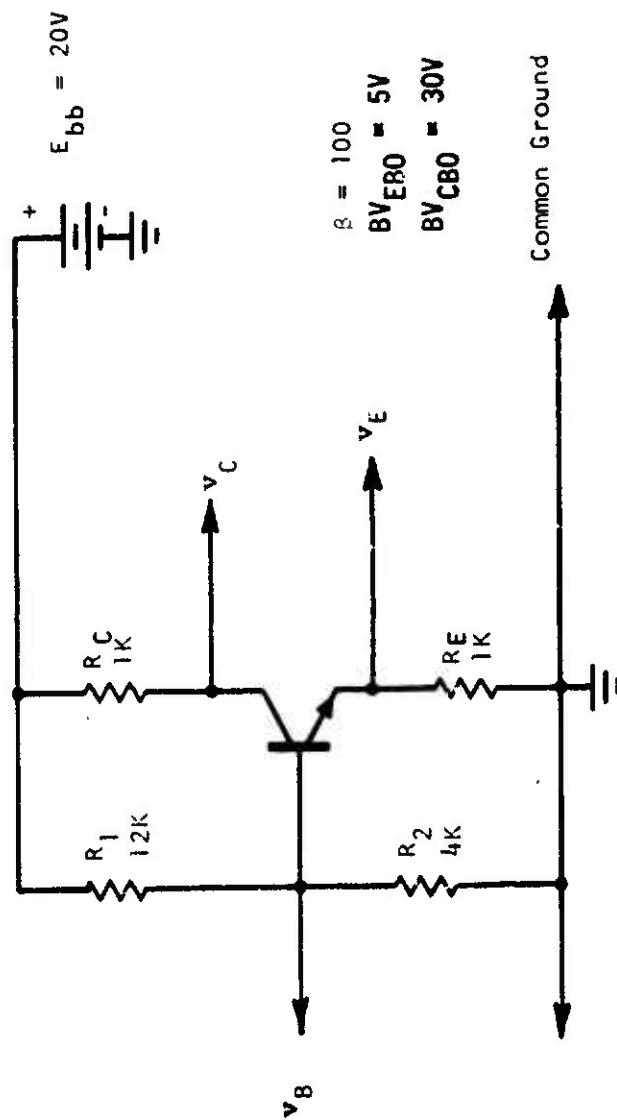 E_bb = 20V
+
-
R_1
12K
R_C
1K
v_C
β = 100
BV_EBO = 5V
BV_CBO = 30V
v_B
v_E
R_2
4K
R_E
1K
Common Ground